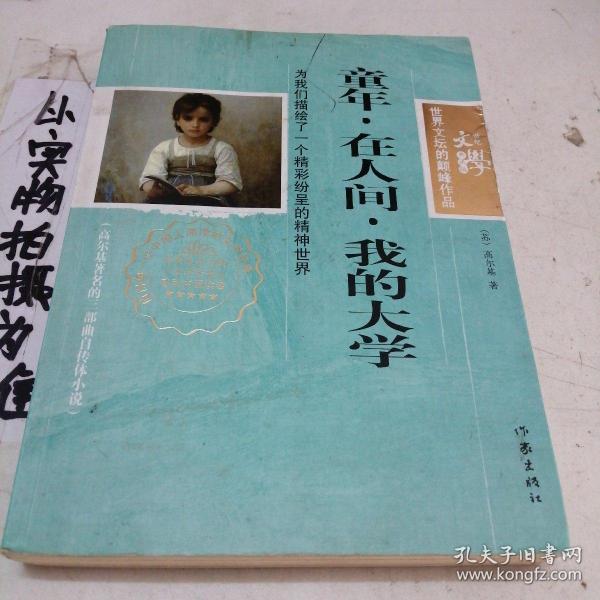 以实物拍摄为准
童年·在人间·我的大学
世界文坛的巅峰作品
文學
(苏)高尔基 著
为我们描绘了一个精彩纷呈的精神世界
(高尔基著名的三部曲自传体小说)
作家出版社
孔夫子旧书网
www.kongfz.com